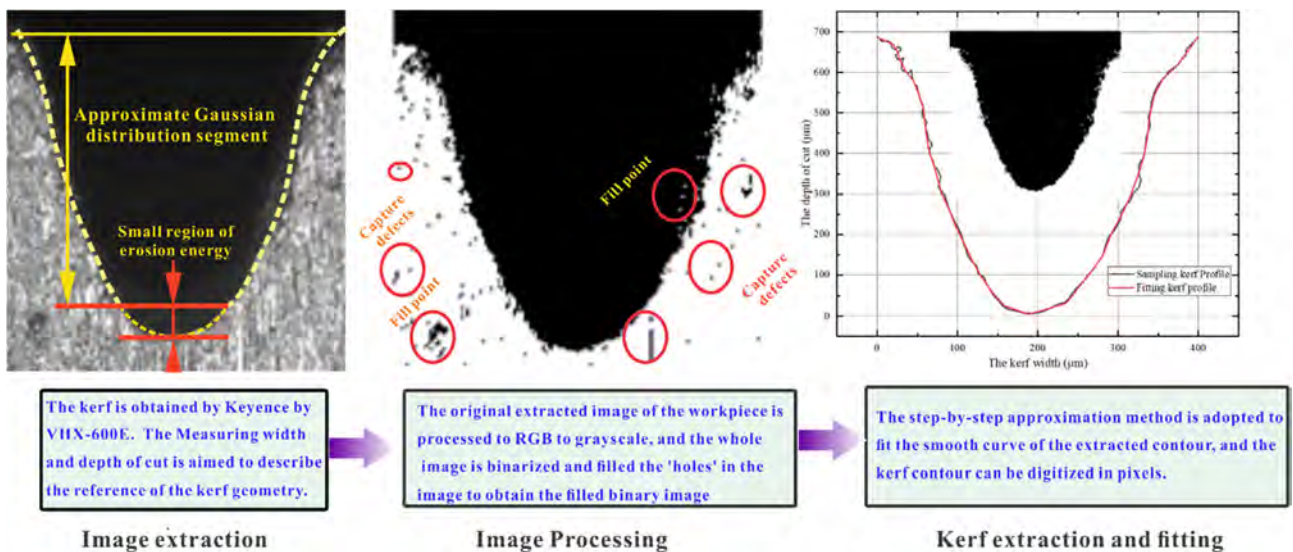 Approximate Gaussian
distribution segment
Small region of
erosion energy
Fill point
Capture
defects
Fill point
Capture
defects
The depth of cut (μm)
700
600
500
400
300
200
100
0
Sampling kerf Profile
Fitting kerf profile
0 100 200 300 400
The kerf width (μm)
The kerf is obtained by Keyence by
VHX-600E. The Measuring width
and depth of cut is aimed to describe
the reference of the kerf geometry.
The original extracted image of the workpiece is
processed to RGB to grayscale, and the whole
image is binarized and filled the 'holes' in the
image to obtain the filled binary image
The step-by-step approximation method is adopted to
fit the smooth curve of the extracted contour, and the
kerf contour can be digitized in pixels.
Image extraction
Image Processing
Kerf extraction and fitting